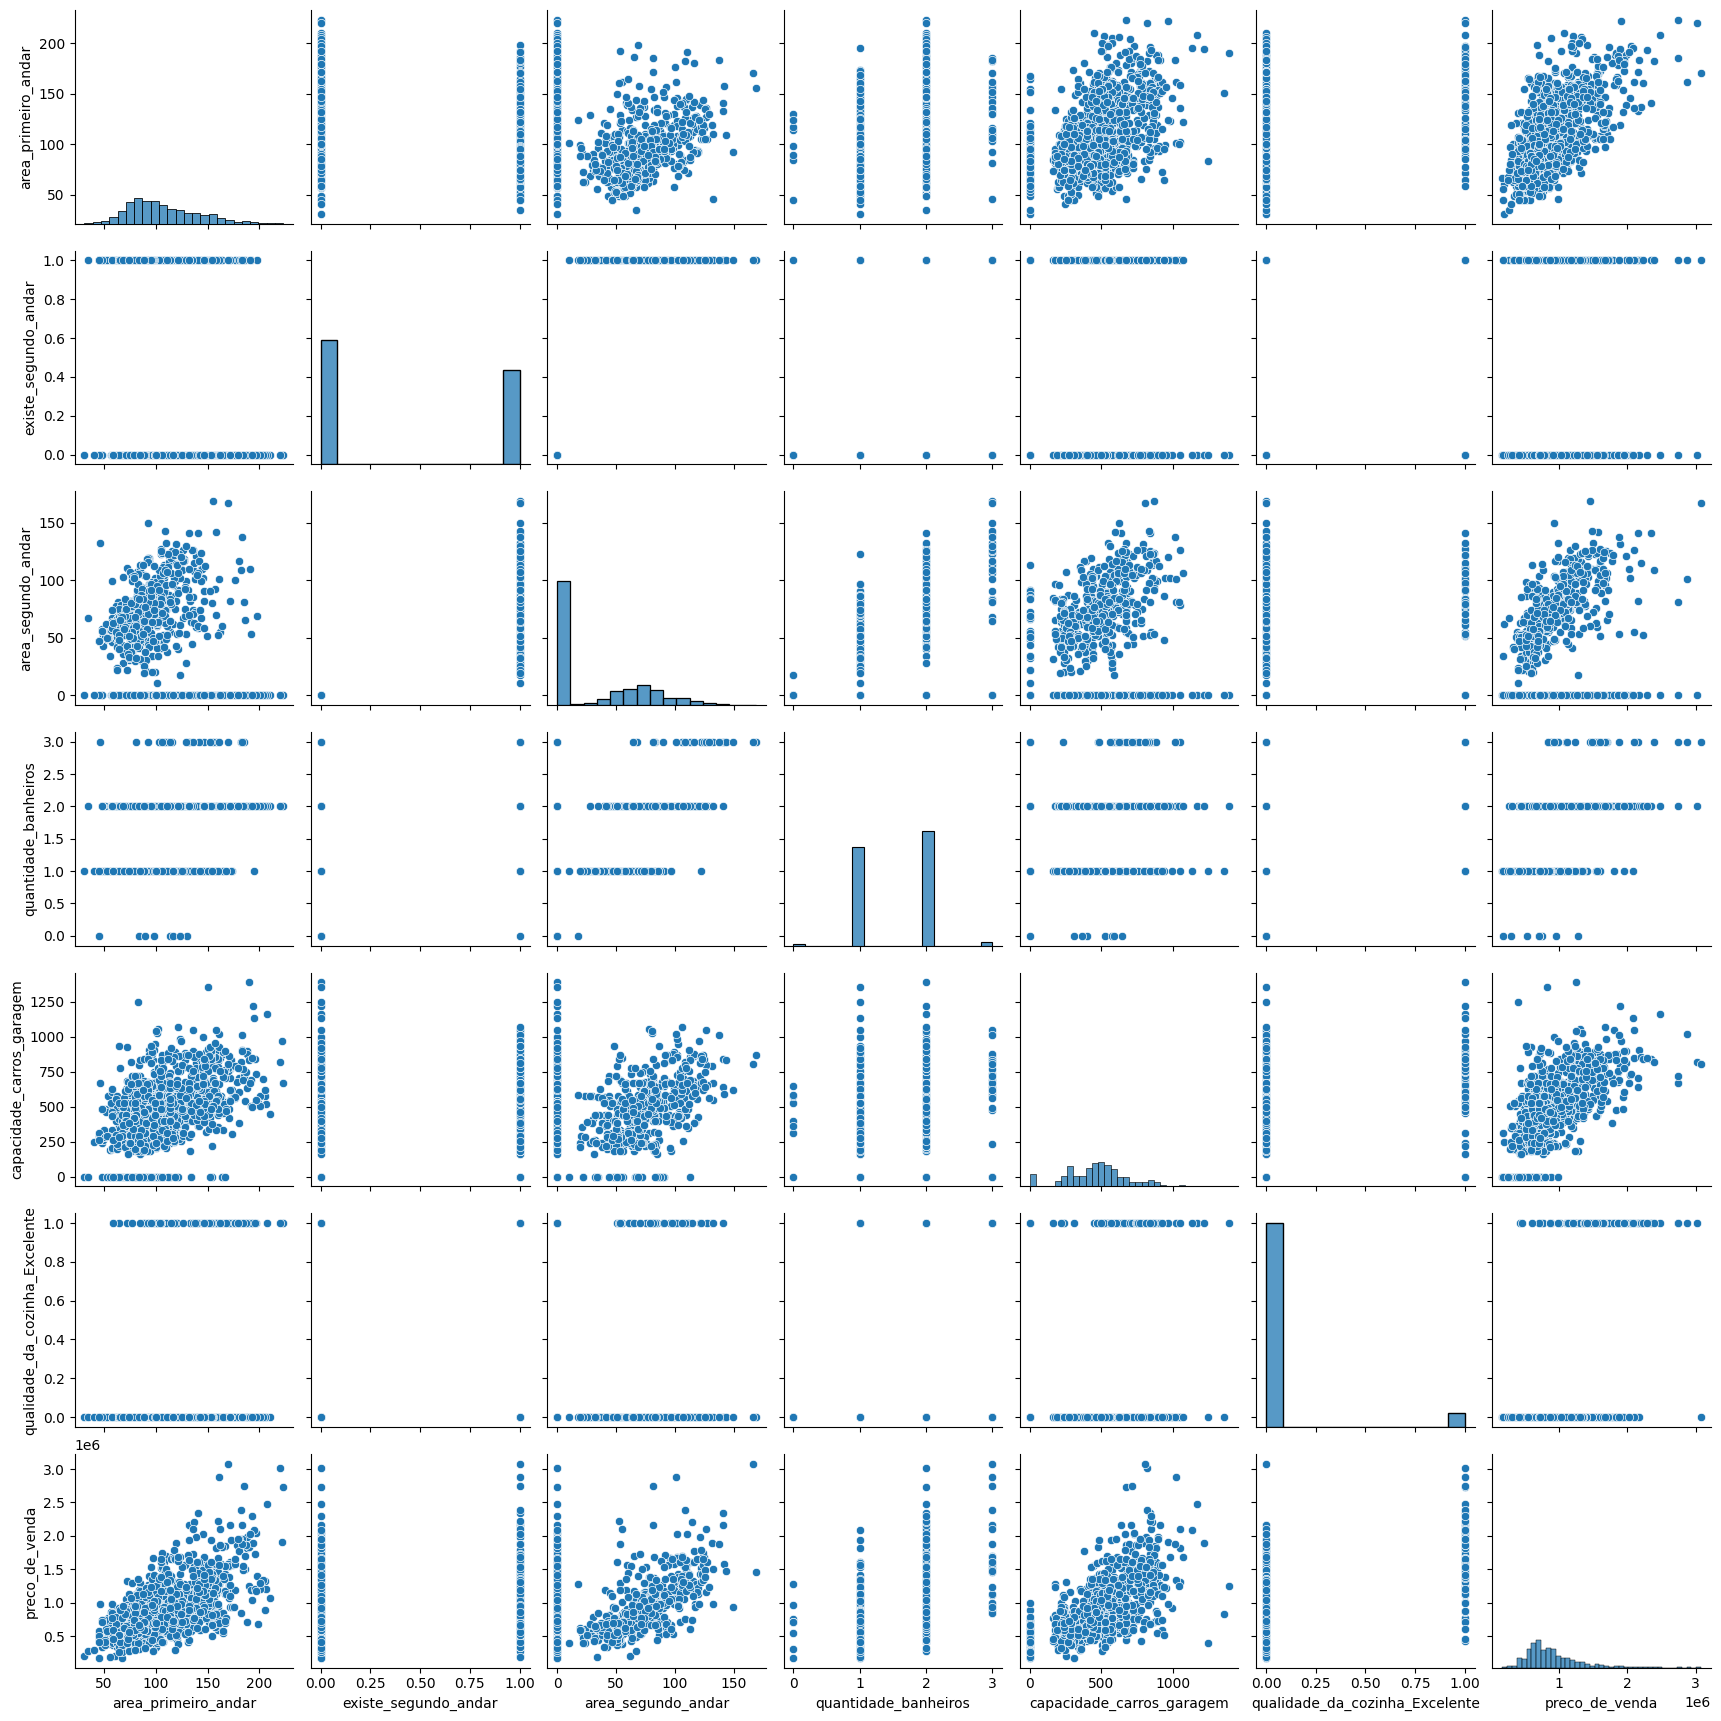 area_primeiro_andar
200
150
100
50
existe_segundo_andar
1.0
0.8
0.6
0.4
0.2
0.0
area_segundo_andar
150
100
50
0
quantidade_banheiros
3.0
2.5
2.0
1.5
1.0
0.5
0.0
capacidade_carros_garagem
1250
1000
750
500
250
0
qualidade_da_cozinha_Excelente
1.0
0.8
0.6
0.4
0.2
0.0
1e6
preco_de_venda
3.0
2.5
2.0
1.5
1.0
0.5
50 100 150 200
area_primeiro_andar
0.00 0.25 0.50 0.75 1.00
existe_segundo_andar
0 50 100 150
area_segundo_andar
0 1 2 3
quantidade_banheiros
0 500 1000
capacidade_carros_garagem
0.00 0.25 0.50 0.75 1.00
qualidade_da_cozinha_Excelente
1 2 3
1e6
preco_de_venda